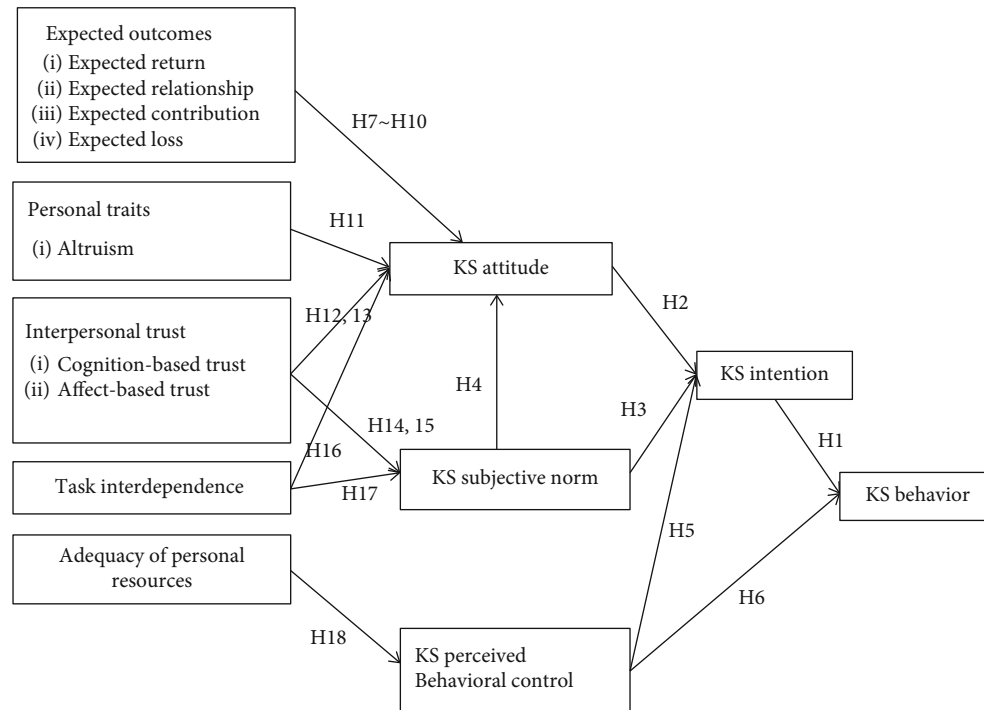 Expected outcomes
(i) Expected return
(ii) Expected relationship
(iii) Expected contribution
(iv) Expected loss
H7~H10
Personal traits
(i) Altruism
H11
KS attitude
H2
Interpersonal trust
(i) Cognition-based trust
(ii) Affect-based trust
H12, 13
H4
KS intention
H3
H1
H14, 15
H16
Task interdependence
H17
KS subjective norm
KS behavior
H5
Adequacy of personal
resources
H6
H18
KS perceived
Behavioral control